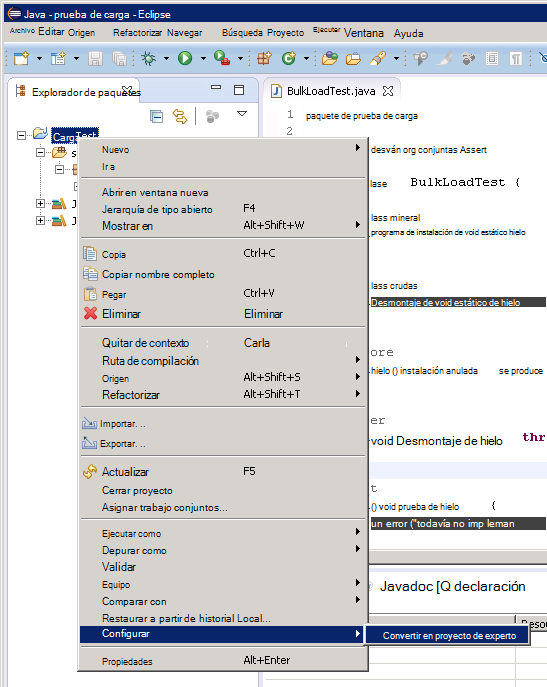 Java - prueba de carga - Eclipse
Archivo Editar Origen Refactorizar Navegar Búsqueda Proyecto Ejecutar Ventana Ayuda
Explorador de paquetes
BulkLoadTest.java
1 paquete de prueba de carga
2
CargaTest
s
J
J
desván org conjuntas Assert
lase BulkLoadTest {
lass mineral
programa de instalación de void estático hielo
lass crudas
Desmontaje de void estático de hielo
ore
hielo () instalación anulada se produce
er
void Desmontaje de hielo thr
t
() void prueba de hielo {
un error ("todavía no imp leman
Javadoc [Q declaración
Resou
Nuevo
Ir a
Abrir en ventana nueva
Jerarquía de tipo abierto F4
Mostrar en Alt+Shift+W
Copia Ctrl+C
Copiar nombre completo
Pegar Ctrl+V
Eliminar Eliminar
Quitar de contexto Carla
Ruta de compilación
Origen Alt+Shift+S
Refactorizar Alt+Shift+T
Importar...
Exportar...
Actualizar F5
Cerrar proyecto
Asignar trabajo conjuntos...
Ejecutar como
Depurar como
Validar
Equipo
Comparar con
Restaurar a partir de historial Local...
Configurar
Convertir en proyecto de experto
Propiedades Alt+Enter